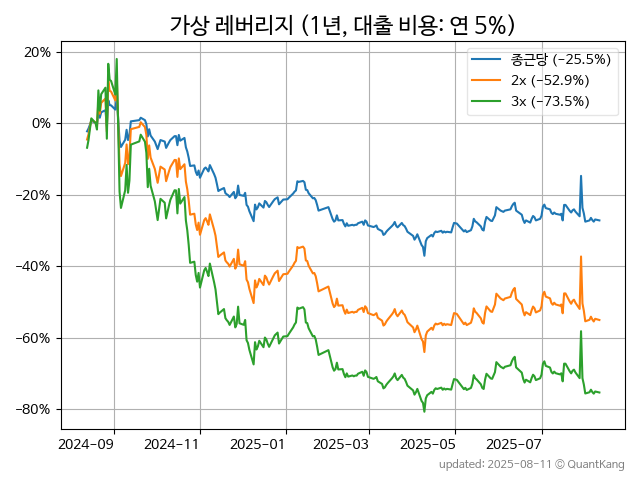 가상 레버리지 (1년, 대출 비용: 연 5%)
종근당 (−25.5%)
2x (−52.9%)
3x (−73.5%)
20%
0%
−20%
−40%
−60%
−80%
2024-09 2024-11 2025-01 2025-03 2025-05 2025-07
updated: 2025-08-11 © QuantKang